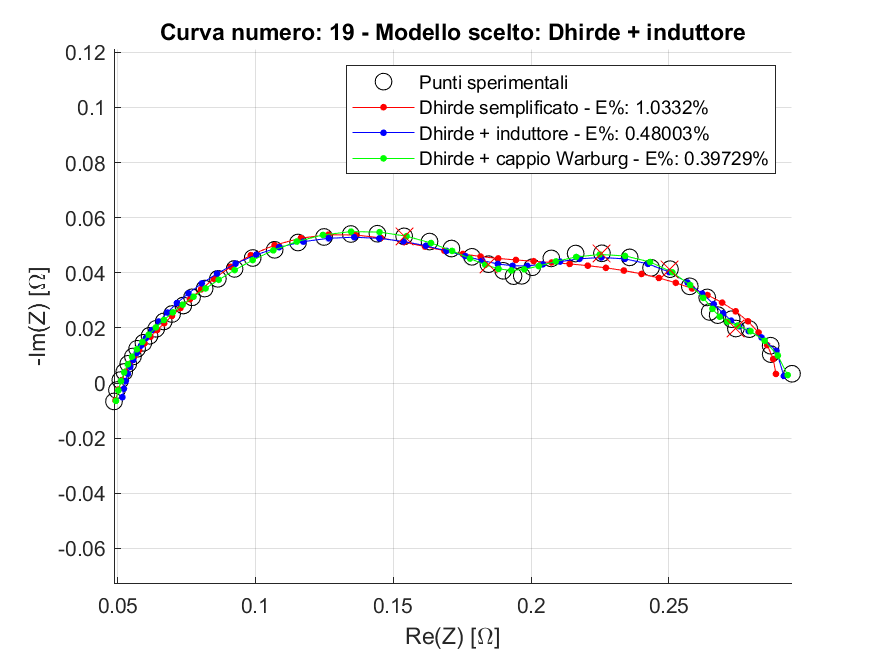 Curva numero: 19 - Modello scelto: Dhirde + induttore
0.12
0.1
0.08
0.06
0.04
0.02
0
-0.02
-0.04
-0.06
-Im(Z) [Ω]
Punti sperimentali
Dhirde semplificato - E%: 1.0332%
Dhirde + induttore - E%: 0.48003%
Dhirde + cappio Warburg - E%: 0.39729%
0.05 0.1 0.15 0.2 0.25
Re(Z) [Ω]